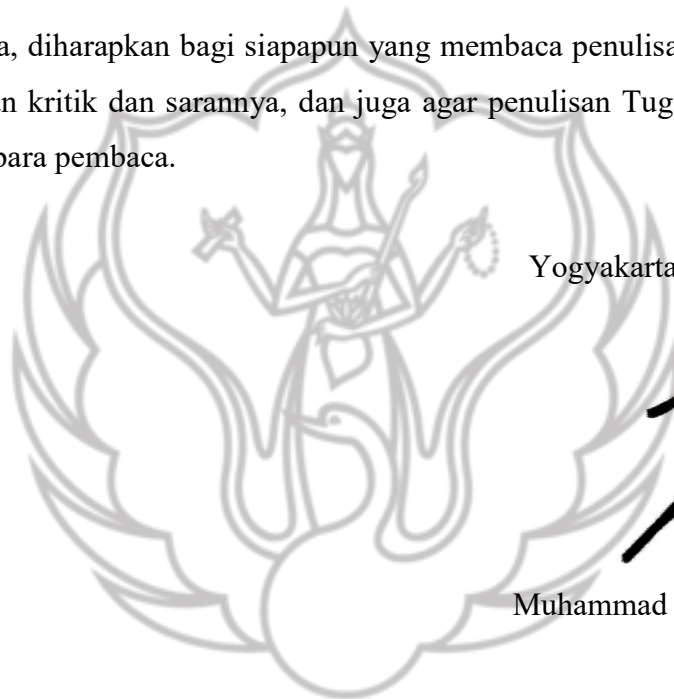 a, diharapkan bagi siapapun yang membaca penulisa
n kritik dan sarannya, dan juga agar penulisan Tug
para pembaca.
Yogyakarta
Muhammad